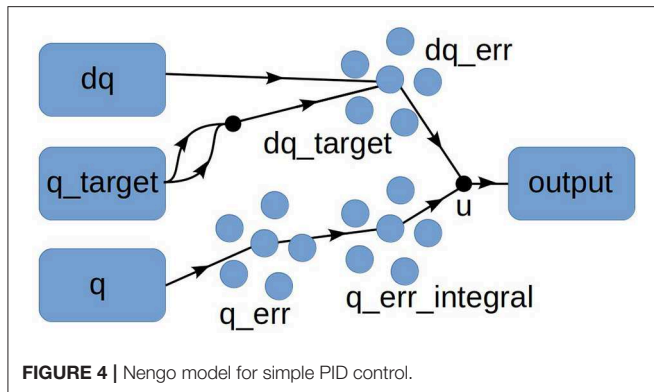 dq
dq_err
q_target
dq_target
output
u
q
q_err
q_err_integral
FIGURE 4 | Nengo model for simple PID control.